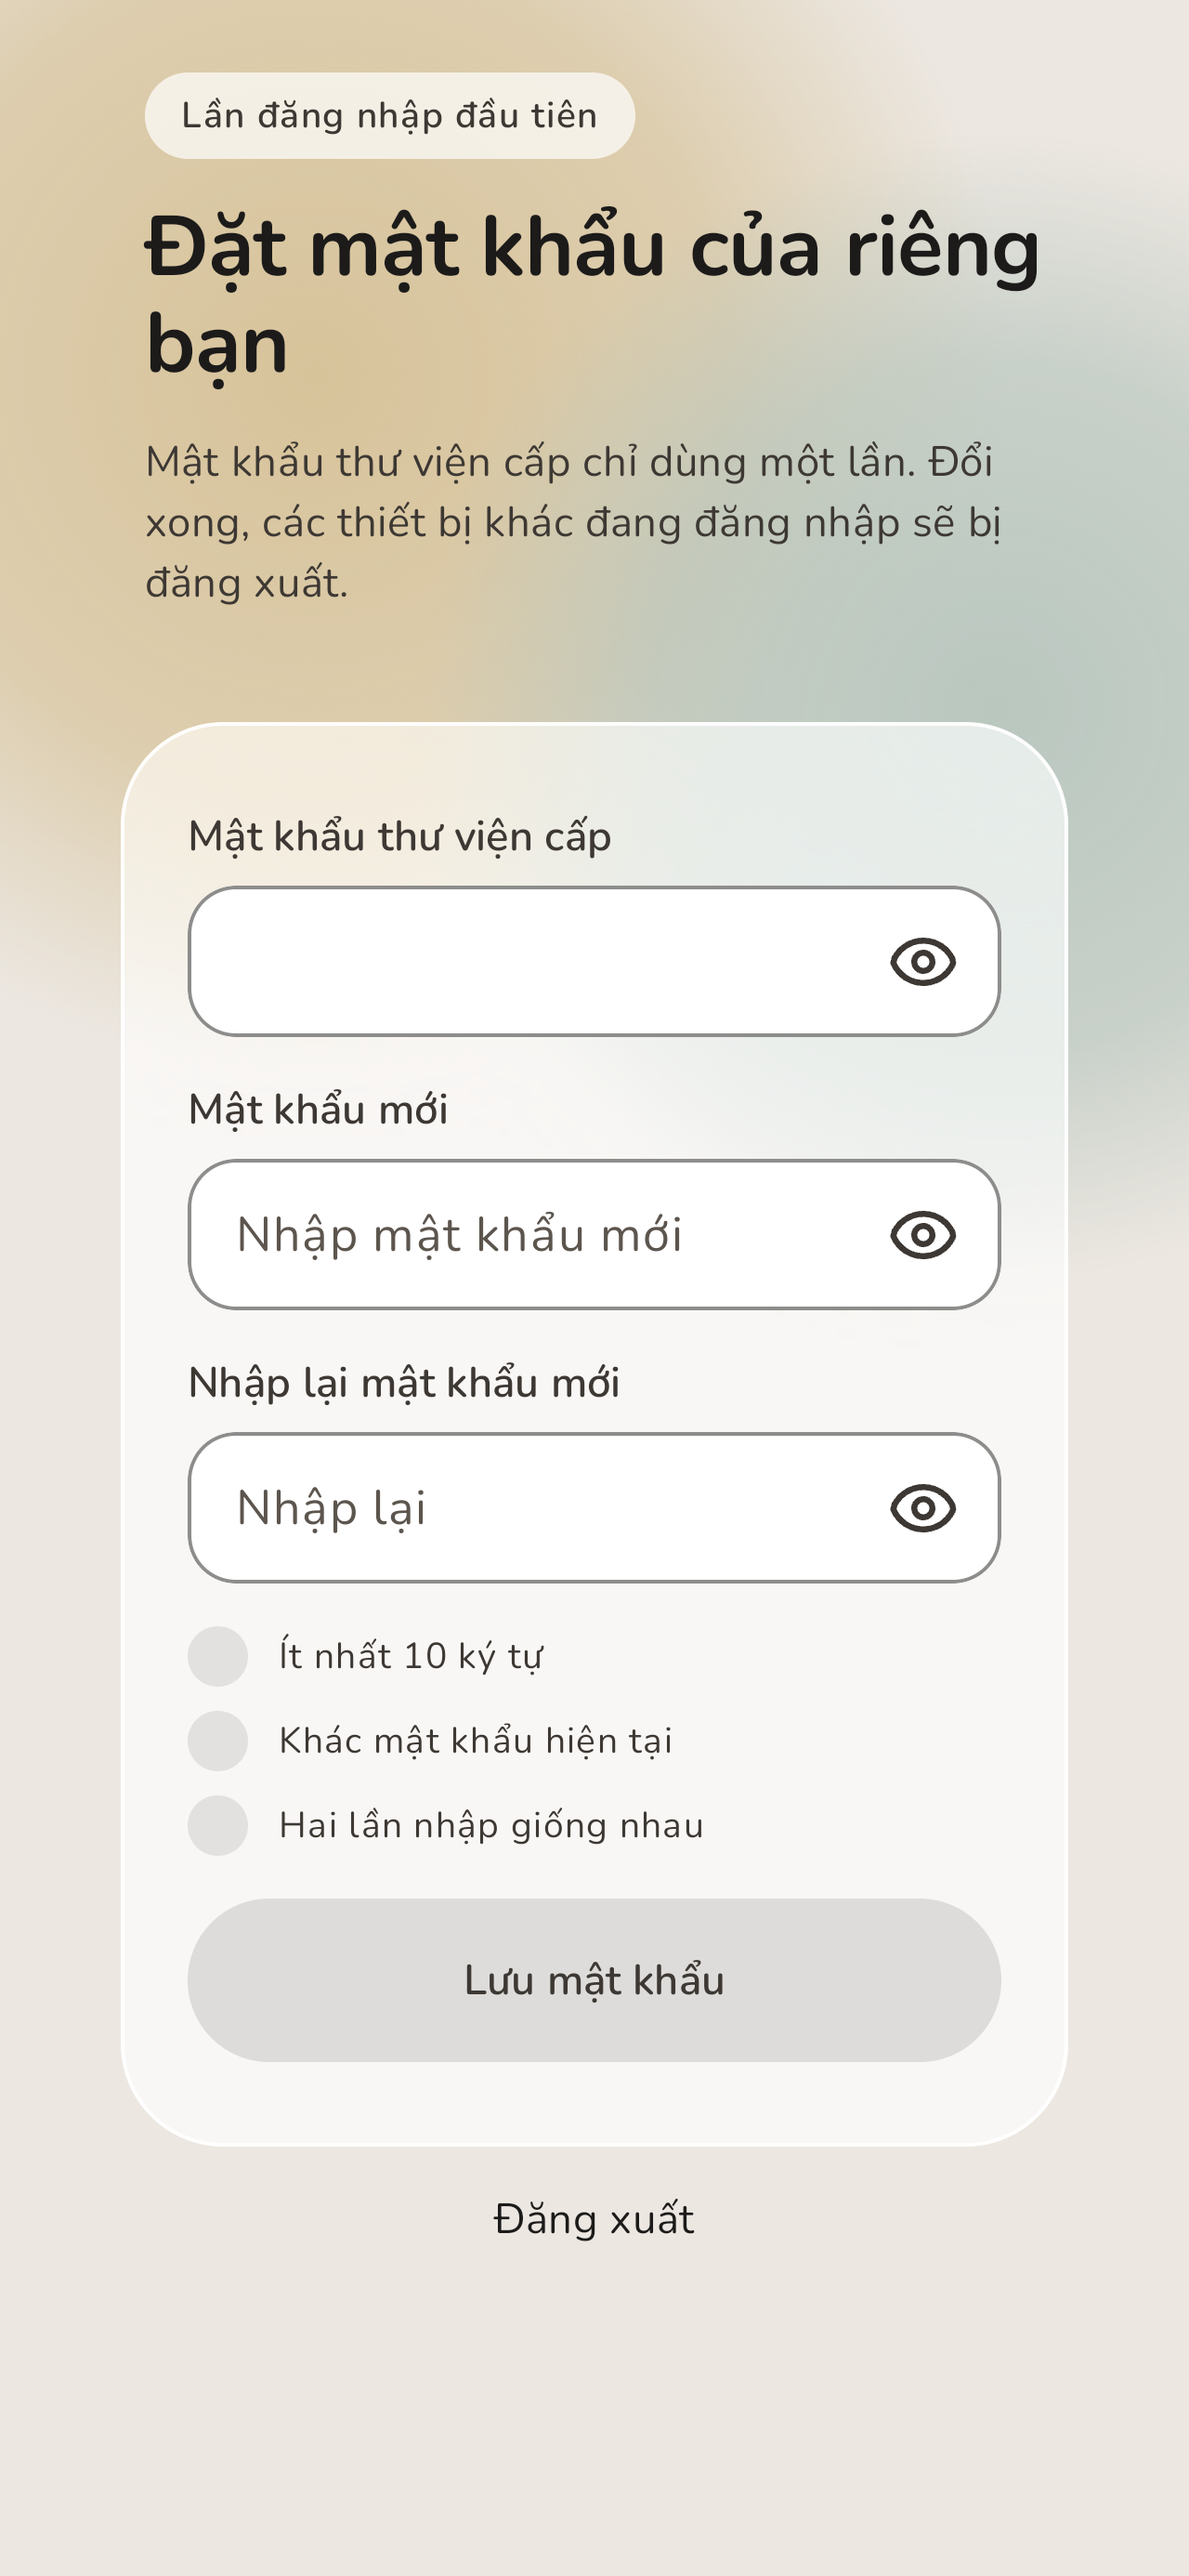 Lần đăng nhập đầu tiên
Đặt mật khẩu của riêng
bạn
Mật khẩu thư viện cấp chỉ dùng một lần. Đổi
xong, các thiết bị khác đang đăng nhập sẽ bị
đăng xuất.
Mật khẩu thư viện cấp
Mật khẩu mới
Nhập mật khẩu mới
Nhập lại mật khẩu mới
Nhập lại
Ít nhất 10 ký tự
Khác mật khẩu hiện tại
Hai lần nhập giống nhau
Lưu mật khẩu
Đăng xuất